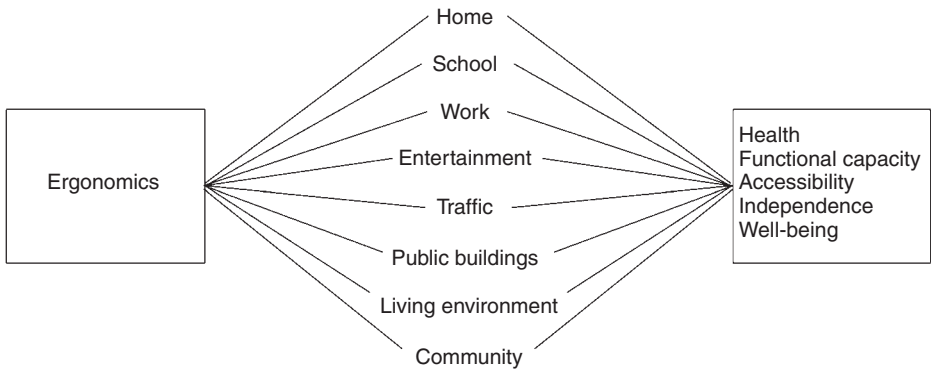 Ergonomics
Home
School
Work
Entertainment
Traffic
Public buildings
Living environment
Community
Health
Functional capacity
Accessibility
Independence
Well-being